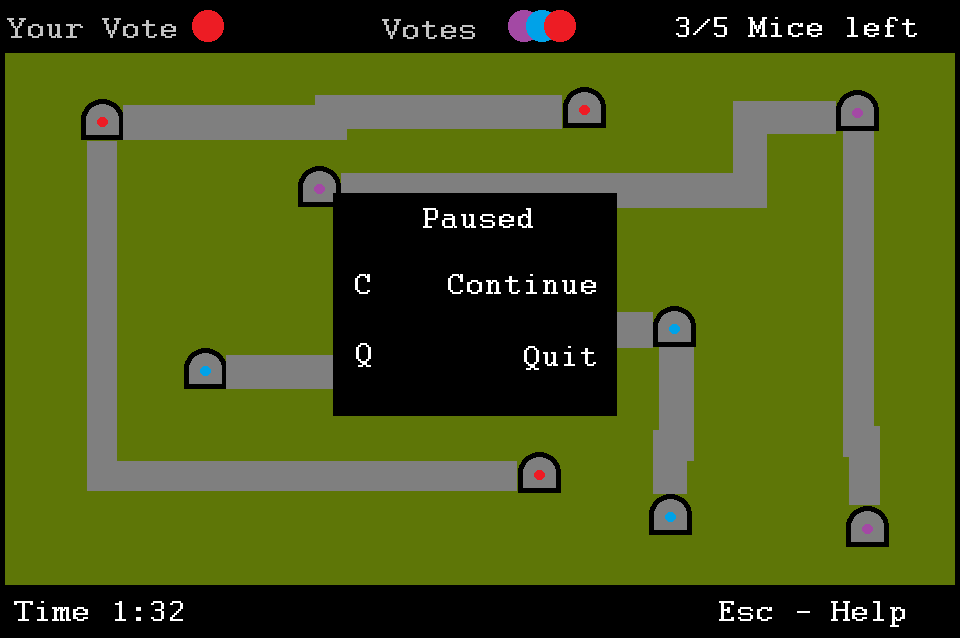 Your Vote Votes 3/5 Mice left
Paused
C Continue
Q Quit
Time 1:32 Esc - Help